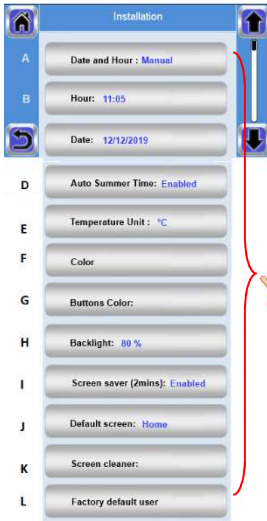 Installation
A Date and Hour : Manual
B Hour: 11:05
Date: 12/12/2019
D Auto Summer Time: Enabled
E Temperature Unit : °C
F Color
G Buttons Color:
H Backlight: 80 %
I Screen saver (2mins): Enabled
J Default screen: Home
K Screen cleaner:
L Factory default user